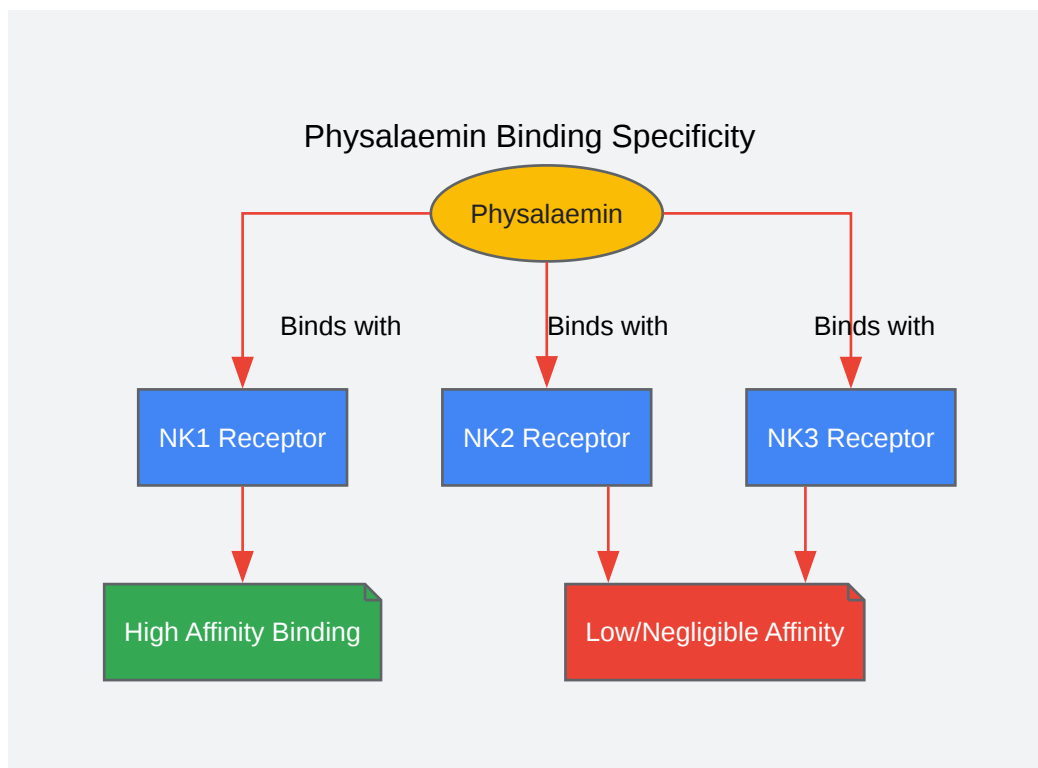 Physalaemin Binding Specificity
Physalaemin
Binds with
Binds with
Binds with
NK1 Receptor
NK2 Receptor
NK3 Receptor
High Affinity Binding
Low/Negligible Affinity